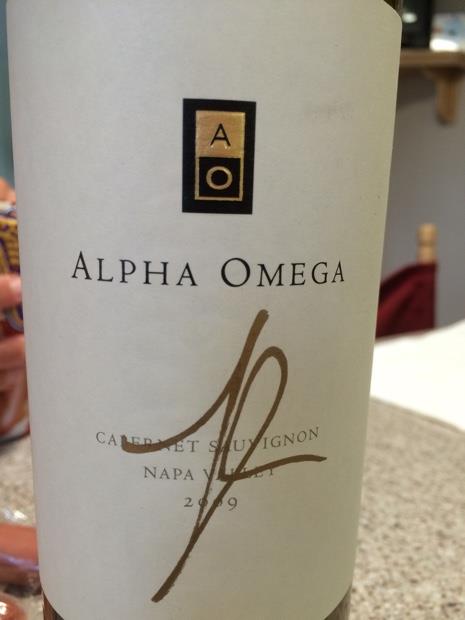 A
O
ALPHA OMEGA
CABERNET SAUVIGNON
NAPA VALLEY
2009